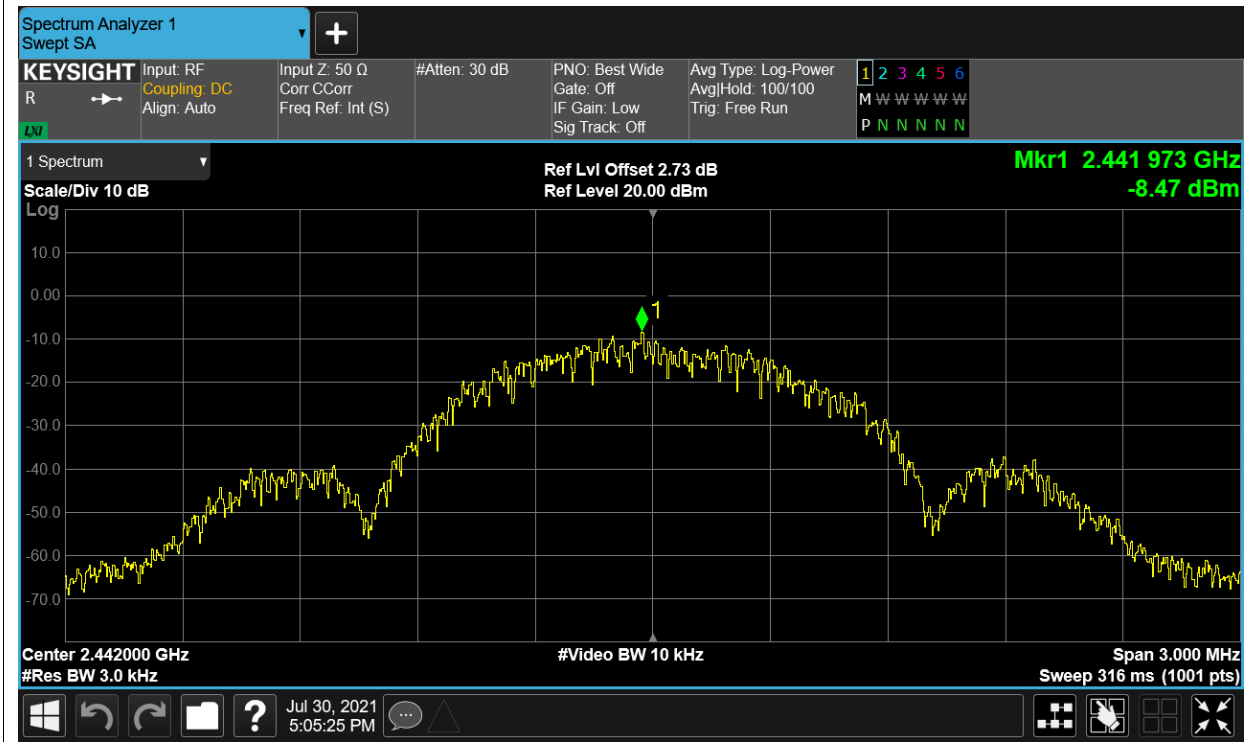 Spectrum Analyzer 1
Swept SA
+
KEYSIGHT
R
LXI
Input: RF
Coupling: DC
Align: Auto
Input Z: 50 Ω
Corr CCorr
Freq Ref: Int (S)
#Atten: 30 dB
PNO: Best Wide
Gate: Off
IF Gain: Low
Sig Track: Off
Avg Type: Log-Power
Avg|Hold: 100/100
Trig: Free Run
1 2 3 4 5 6
M W W W W W
P N N N N N
1 Spectrum
Scale/Div 10 dB
Log
Ref Lvl Offset 2.73 dB
Ref Level 20.00 dBm
Mkr1 2.441 973 GHz
-8.47 dBm
10.0
0.00
1
-10.0
-20.0
-30.0
-40.0
-50.0
-60.0
-70.0
Center 2.442000 GHz
#Video BW 10 kHz
Span 3.000 MHz
#Res BW 3.0 kHz
Sweep 316 ms (1001 pts)
?
Jul 30, 2021
5:05:25 PM